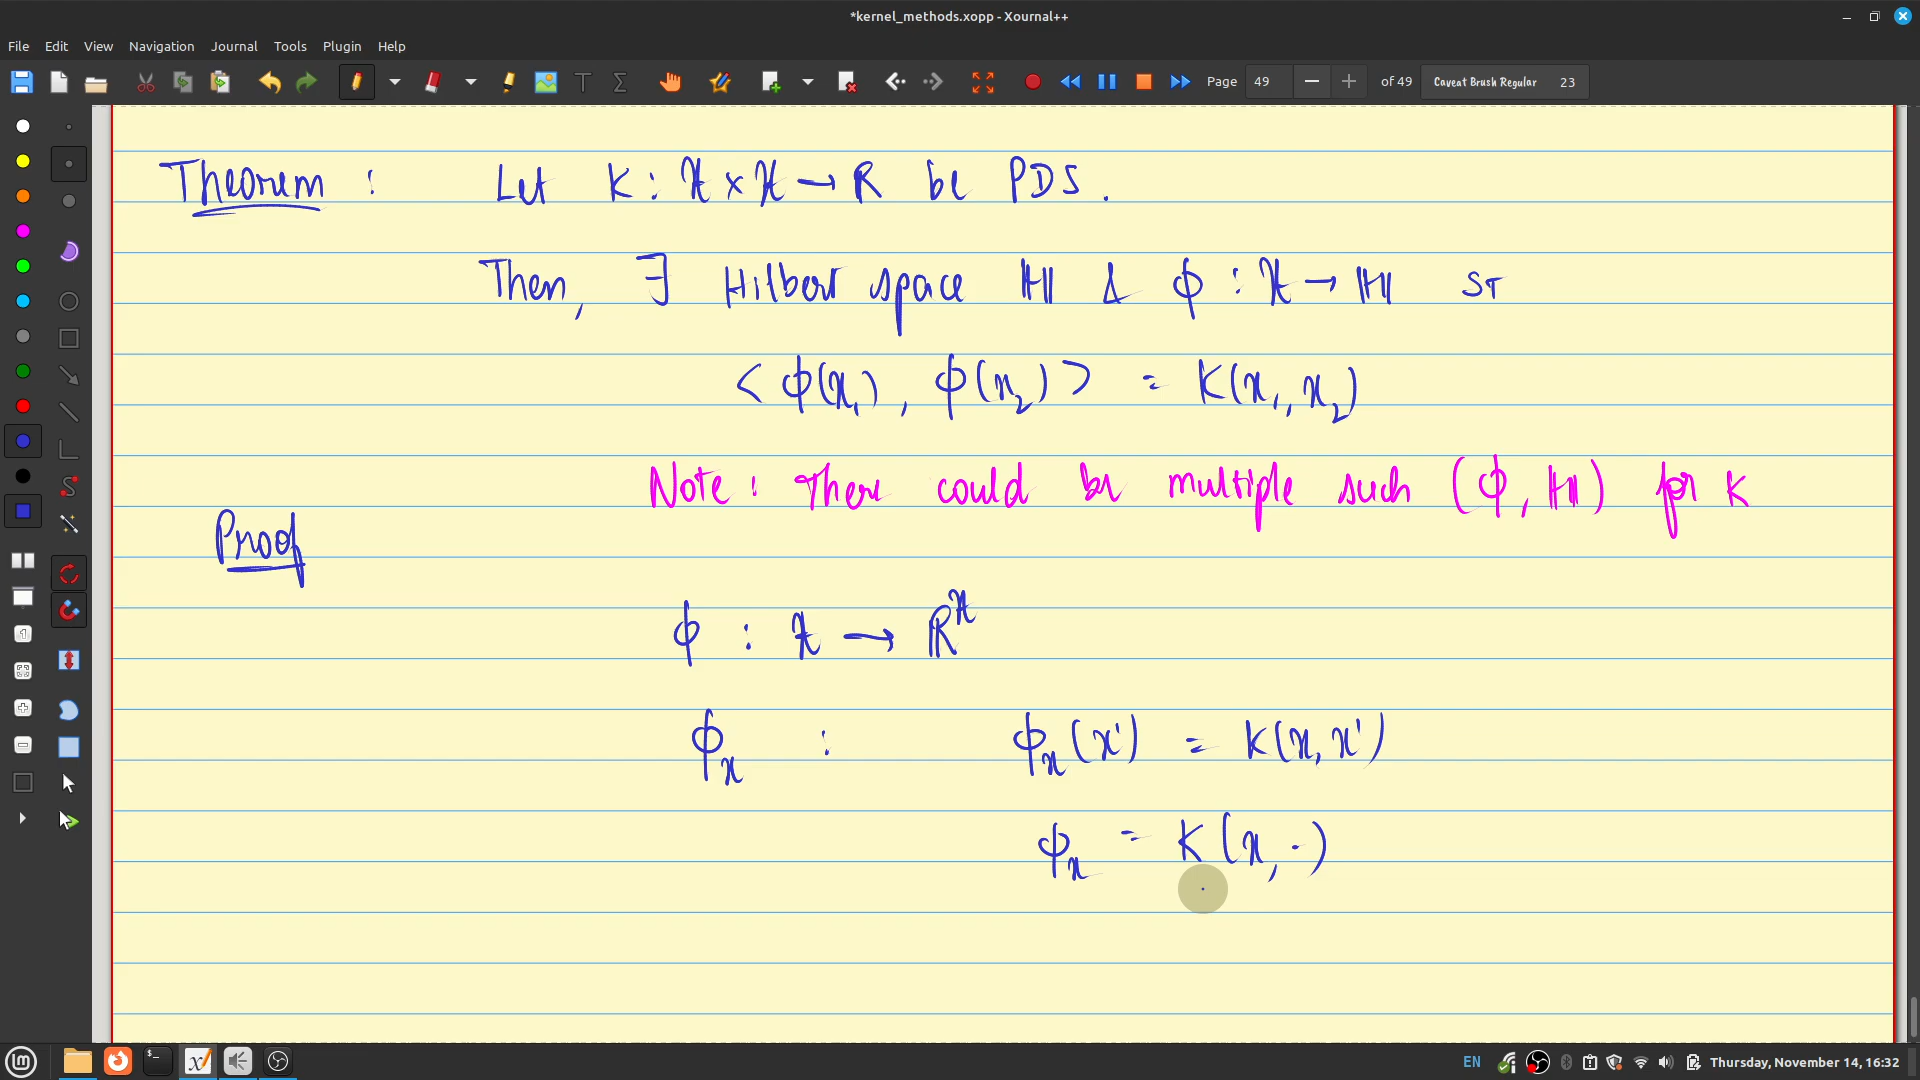 *kernel_methods.xopp - Xournal++
File Edit View Navigation Journal Tools Plugin Help
Page 49 of 49 Caveat Brush Regular 23
Theorem : Let K : X x X → R be PDS.
Then, ∃ Hilbert space H & ϕ : X → H ST
< ϕ(x₁), ϕ(x₂) > = K(x₁, x₂)
Note : There could be multiple such (ϕ, H) for K
Proof
ϕ : X → R^X
ϕₓ : ϕₓ(x') = K(x, x')
ϕₓ = K(x, ·)
EN Thursday, November 14, 16:32